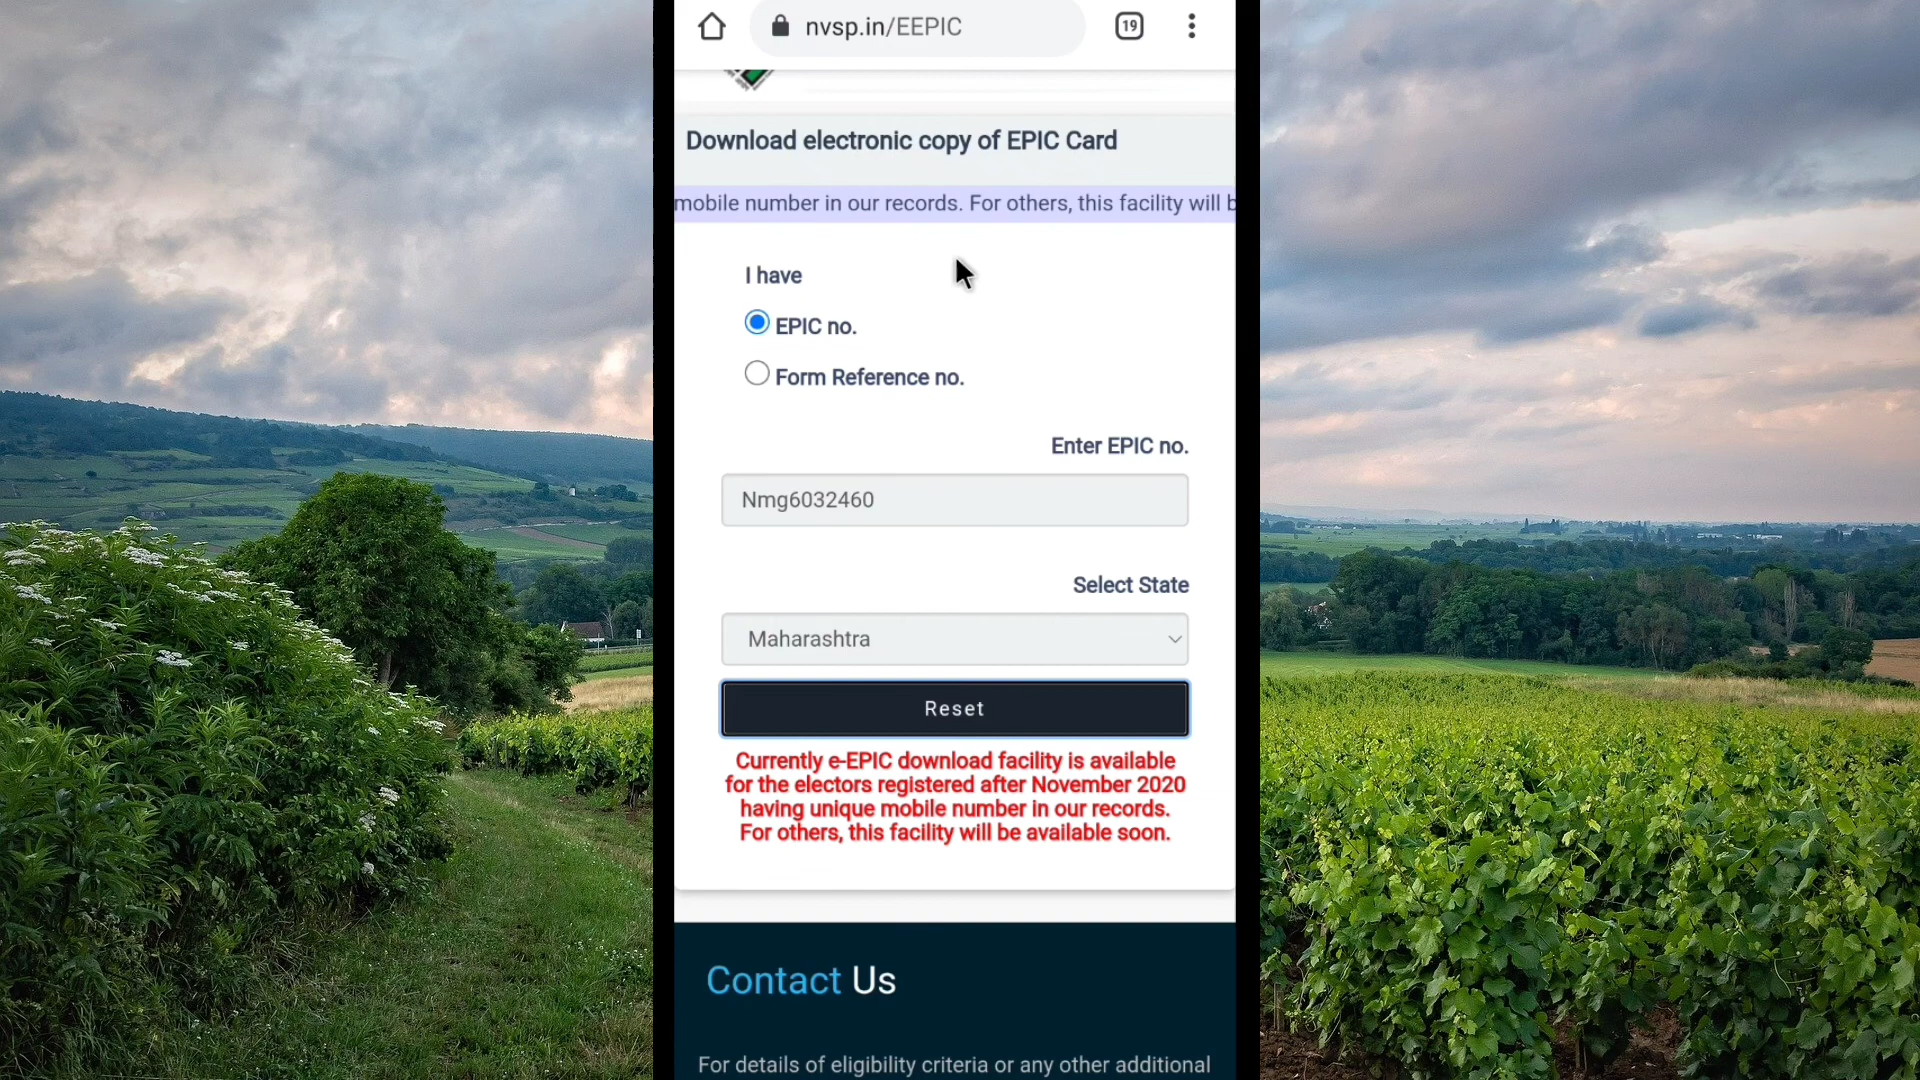 nvsp.in/EEPIC
19
Download electronic copy of EPIC Card
mobile number in our records. For others, this facility will b
I have
EPIC no.
Form Reference no.
Enter EPIC no.
Nmg6032460
Select State
Maharashtra
Reset
Currently e-EPIC download facility is available
for the electors registered after November 2020
having unique mobile number in our records.
For others, this facility will be available soon.
Contact Us
For details of eligibility criteria or any other additional